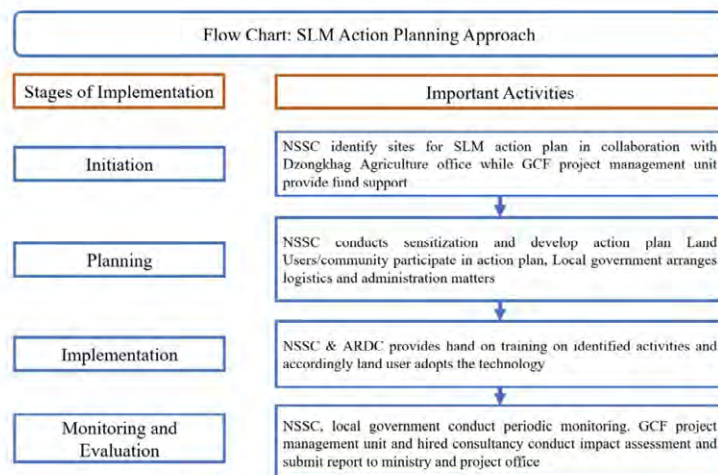 Flow Chart: SLM Action Planning Approach
Stages of Implementation
Important Activities
Initiation
NSSC identify sites for SLM action plan in collaboration with
Dzongkhag Agriculture office while GCF project management unit
provide fund support
Planning
NSSC conducts sensitization and develop action plan Land
Users/community participate in action plan, Local government arranges
logistics and administration matters
Implementation
NSSC & ARDC provides hand on training on identified activities and
accordingly land user adopts the technology
Monitoring and
Evaluation
NSSC, local government conduct periodic monitoring. GCF project
management unit and hired consultancy conduct impact assessment and
submit report to ministry and project office